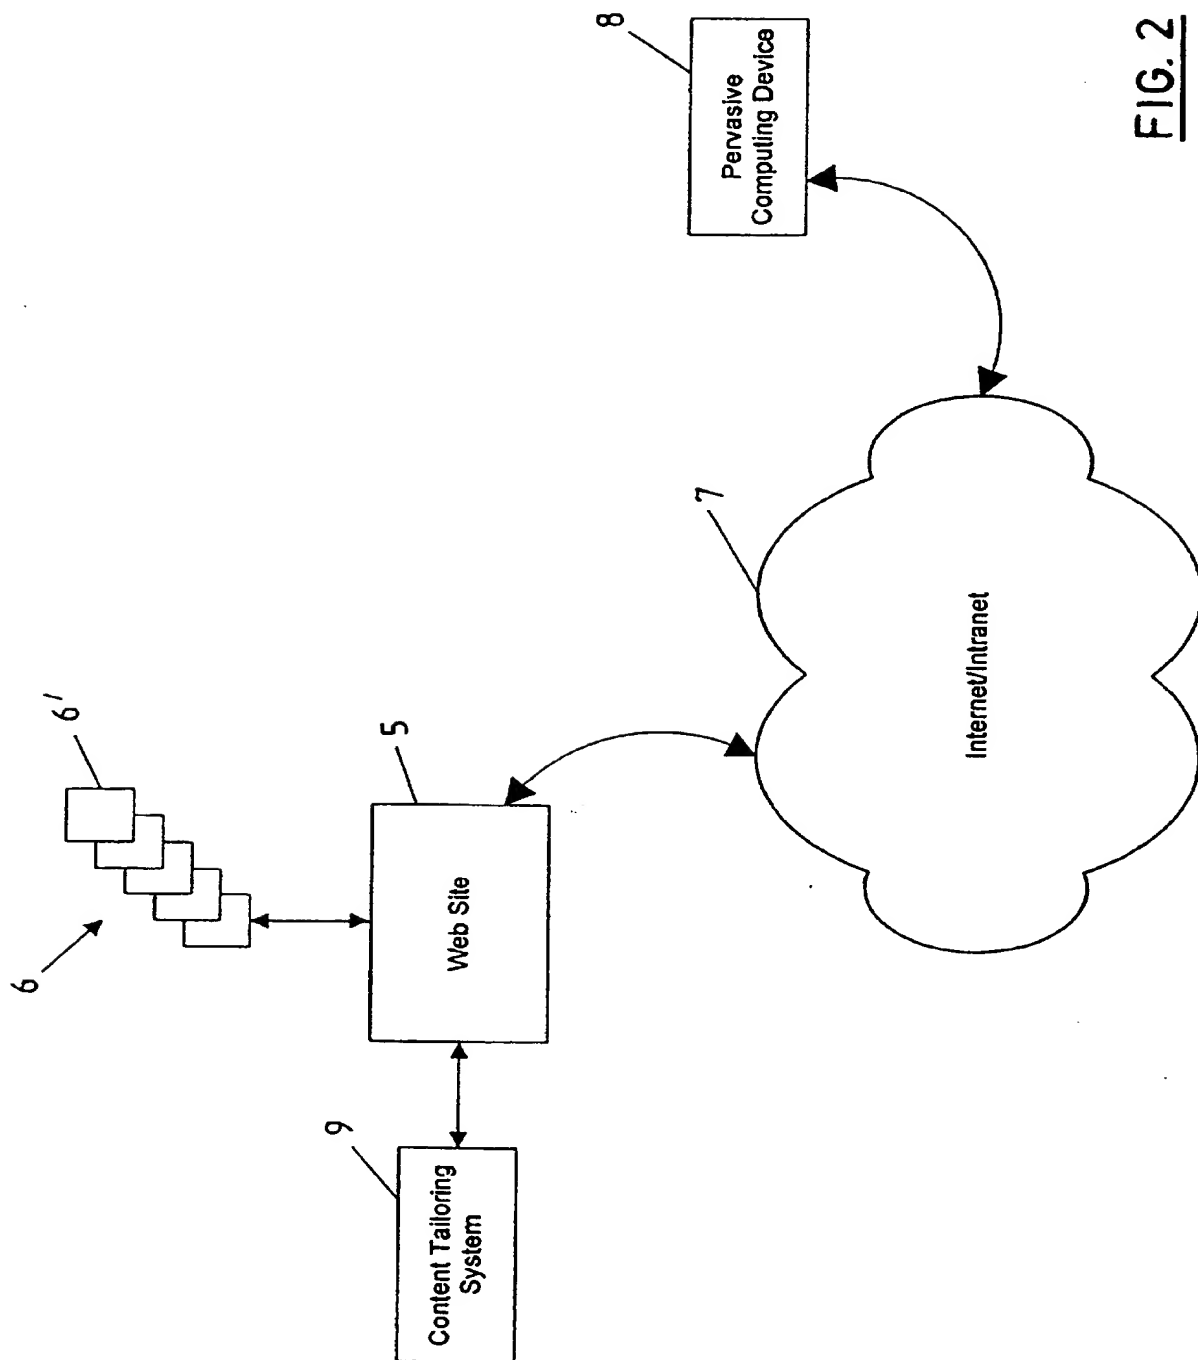 9
Content Tailoring
System
6
6'
5
Web Site
7
Internet/Intranet
8
Pervasive
Computing Device
FIG. 2